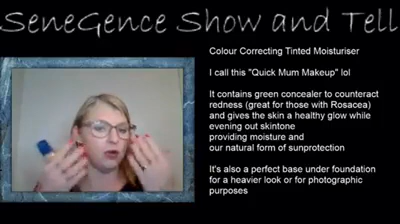 SeneGence Show and Tell
Colour Correcting Tinted Moisturiser
I call this "Quick Mum Makeup" lol
It contains green concealer to counteract
redness (great for those with Rosacea)
and gives the skin a healthy glow while
evening out skintone
providing moisture and
our natural form of sunprotection
It's also a perfect base under foundation
for a heavier look or for photographic
purposes